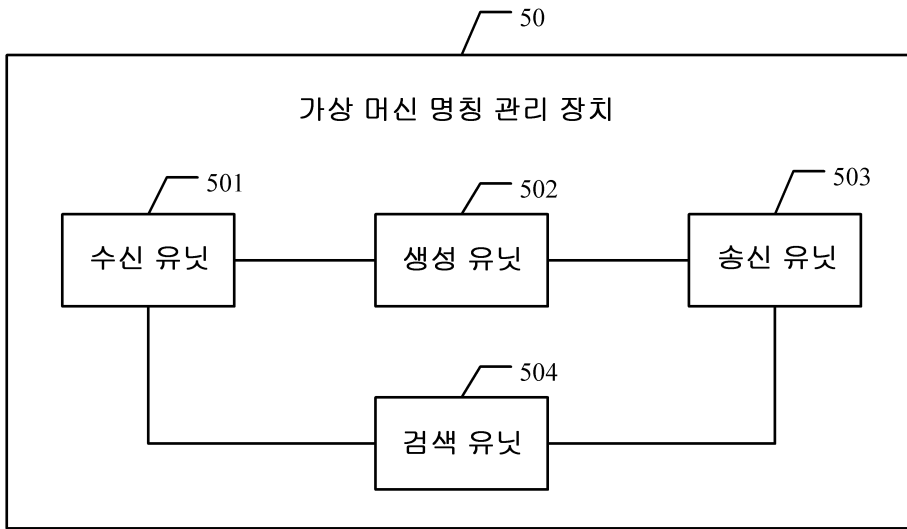 50
가상 머신 명칭 관리 장치
501
502
503
수신 유닛
생성 유닛
송신 유닛
504
검색 유닛